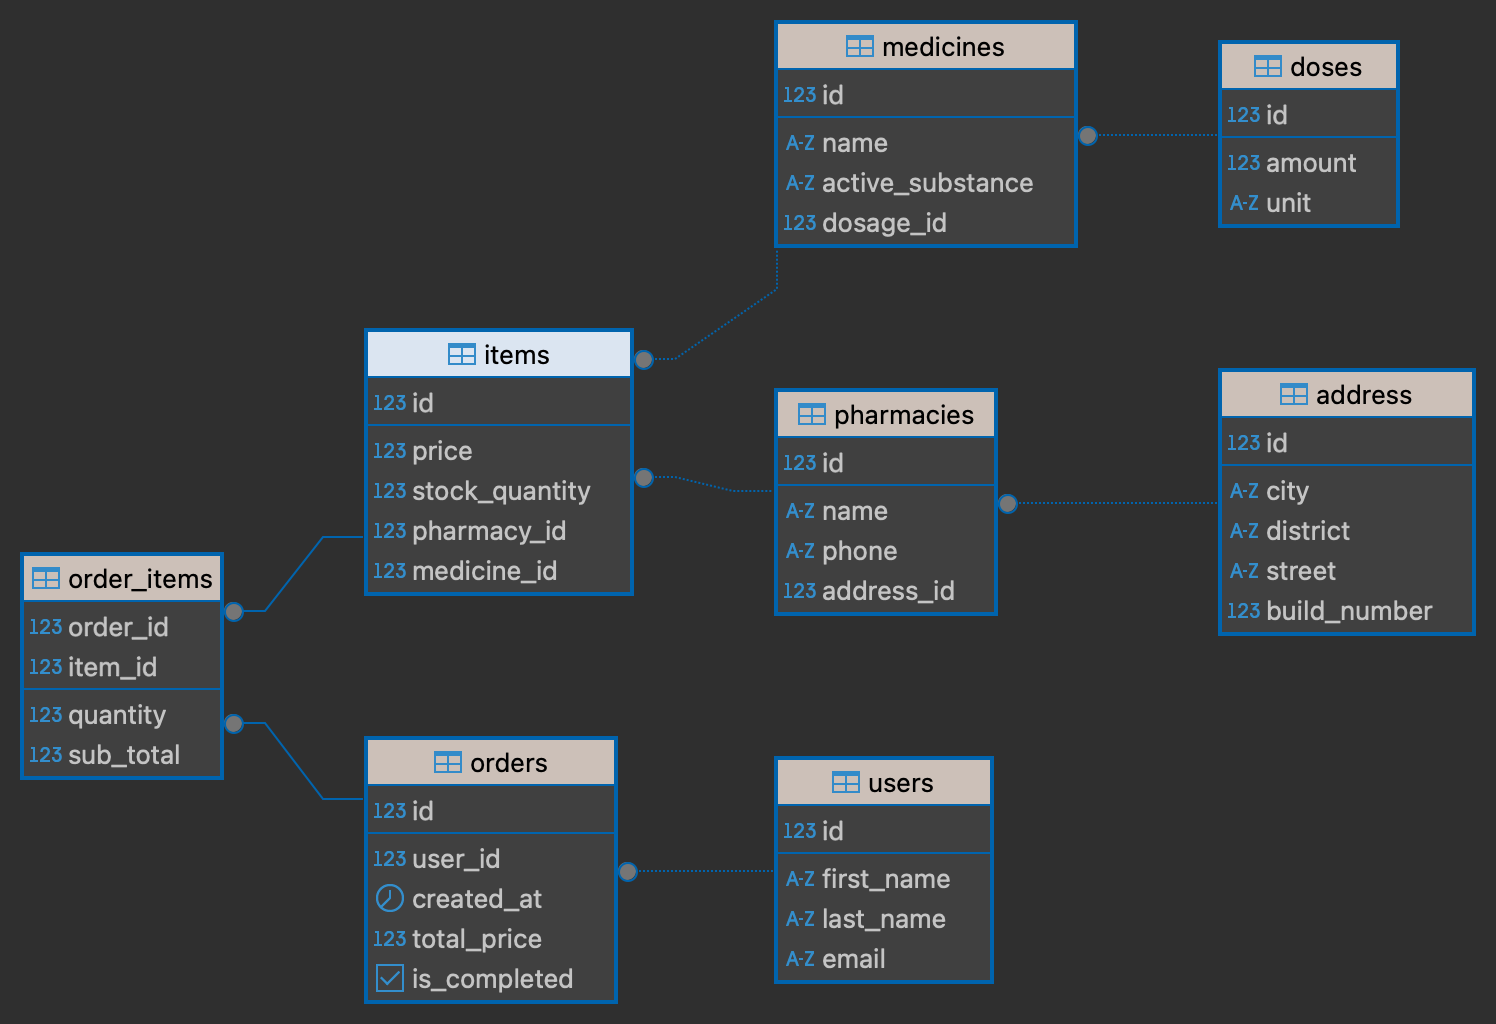 medicines
123 id
A-Z name
A-Z active_substance
123 dosage_id
doses
123 id
123 amount
A-Z unit
items
123 id
123 price
123 stock_quantity
123 pharmacy_id
123 medicine_id
pharmacies
123 id
A-Z name
A-Z phone
123 address_id
address
123 id
A-Z city
A-Z district
A-Z street
123 build_number
order_items
123 order_id
123 item_id
123 quantity
123 sub_total
orders
123 id
123 user_id
created_at
123 total_price
is_completed
users
123 id
A-Z first_name
A-Z last_name
A-Z email